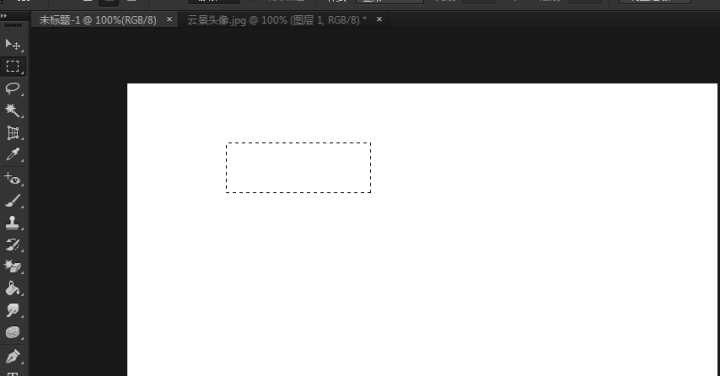 未标题-1 @ 100%(RGB/8) ×
云景头像.jpg @ 100% (图层 1, RGB/8) * ×